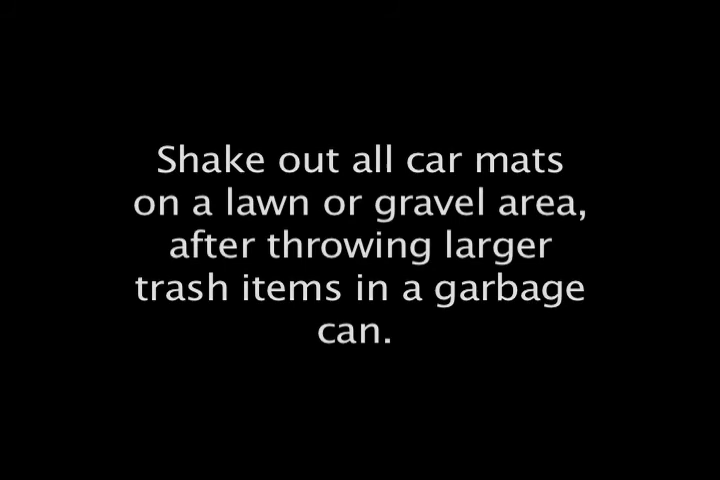 Shake out all car mats
on a lawn or gravel area,
after throwing larger
trash items in a garbage
can.